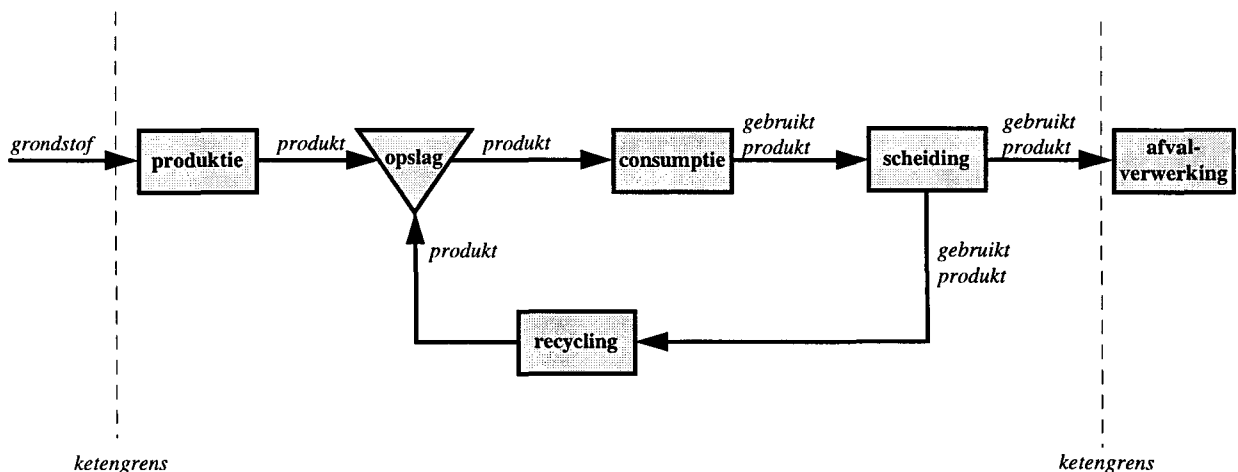 gebruikt
gebruikt
grondstof
produkt
produkt
produkt
produkt
produktie
opslag
consumptie
scheiding
afval-
verwerking
produkt
gebruikt
produkt
recycling
ketengrens
ketengrens